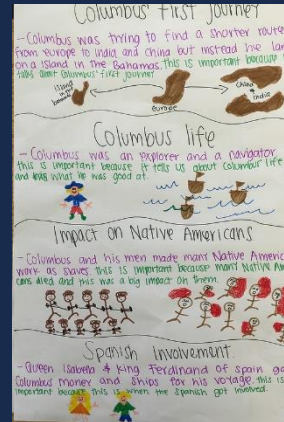 Columbus' first journey
-Columbus was trying to find a shorter route
from europe to india and china but instead he lan
on a island in the Bahamas. This is important because
talks about Columbus' first journey
island
in
europe
China
+
india
Columbus life
-Columbus was an explorer and a navigator
this is important because it tells us about Columbus' life
and what he was good at.
Impact on Native Americans
-Columbus and his men made many Native Americ
work as slaves this is important because many Native Am
cans died and this was a big impact on them.
Spanish Involvement
-Queen Isabella & king Ferdinand of spain ga
Columbus money and ships for his voyage. this is
important because this is when the spanish got involved.